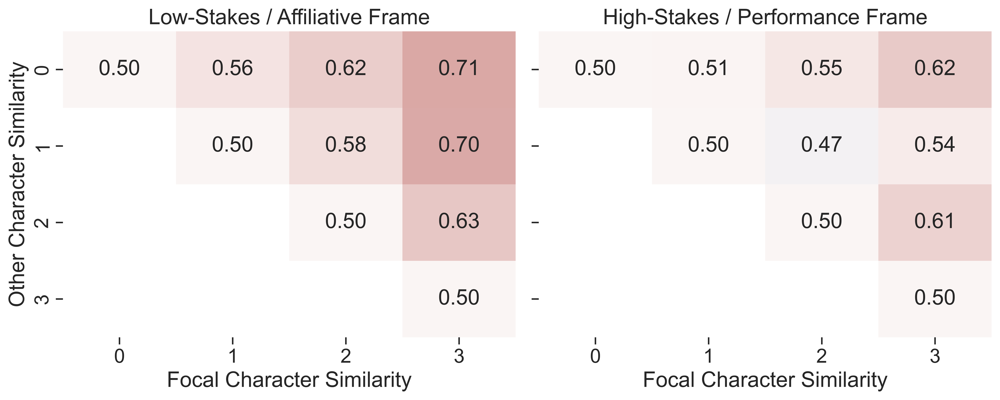 Low-Stakes / Affiliative Frame
High-Stakes / Performance Frame
Other Character Similarity
0
0.50 0.56 0.62 0.71
0.50 0.51 0.55 0.62
1
0.50 0.58 0.70
0.50 0.47 0.54
2
0.50 0.63
0.50 0.61
3
0.50
0.50
0 1 2 3
0 1 2 3
Focal Character Similarity
Focal Character Similarity